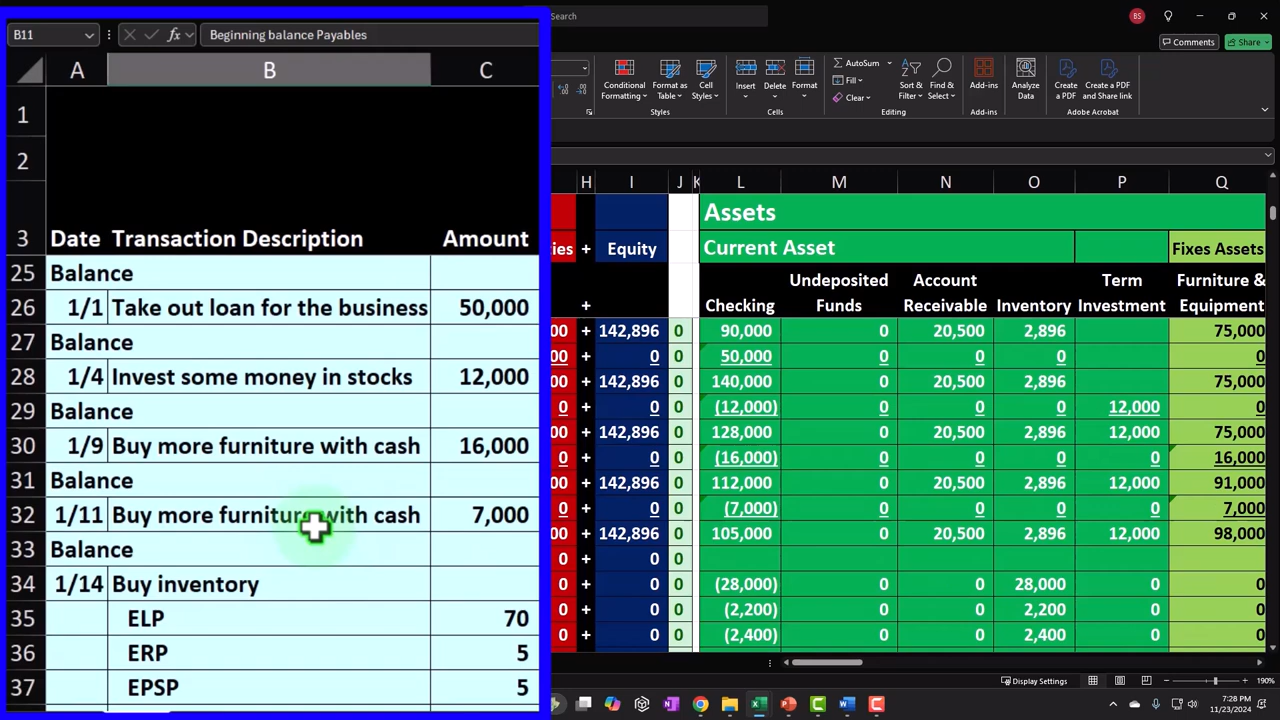 B11 fx Beginning balance Payables
A B C
1
2
3 Date Transaction Description Amount
25 Balance
26 1/1 Take out loan for the business 50,000
27 Balance
28 1/4 Invest some money in stocks 12,000
29 Balance
30 1/9 Buy more furniture with cash 16,000
31 Balance
32 1/11 Buy more furniture with cash 7,000
33 Balance
34 1/14 Buy inventory
35 ELP 70
36 ERP 5
37 EPSP 5
Search BS
Comments Share
Conditional Formatting Format as Table Cell Styles Insert Delete Format AutoSum Fill Clear Sort & Filter Find & Select Add-ins Analyze Data Create a PDF Create a PDF and Share link
Styles Cells Editing Add-ins Adobe Acrobat
H I J K L M N O P Q
Assets
ies + Equity Current Asset Fixes Assets
+ Checking Undeposited Funds Account Receivable Inventory Term Investment Furniture & Equipment
00 + 142,896 0 90,000 0 20,500 2,896 75,000
00 + 0 0 50,000 0 0 0 0
00 + 142,896 0 140,000 0 20,500 2,896 75,000
0 + 0 0 (12,000) 0 0 0 12,000 0
00 + 142,896 0 128,000 0 20,500 2,896 12,000 75,000
0 + 0 0 (16,000) 0 0 0 0 16,000
00 + 142,896 0 112,000 0 20,500 2,896 12,000 91,000
0 + 0 0 (7,000) 0 0 0 0 7,000
00 + 142,896 0 105,000 0 20,500 2,896 12,000 98,000
0 + 0
0 + 0 (28,000) 0 0 28,000 0 0
0 + 0 (2,200) 0 0 2,200 0 0
0 + 0 (2,400) 0 0 2,400 0 0
Display Settings 190%
7:28 PM
11/23/2024